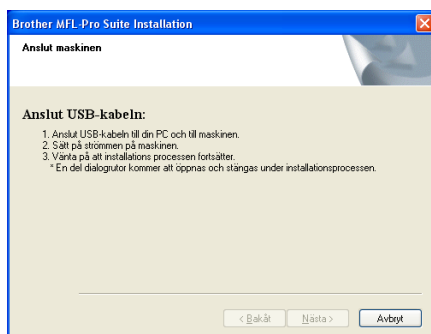 Brother MFL-Pro Suite Installation
Anslut maskinen
Anslut USB-kabeln:
1. Anslut USB-kabeln till din PC och till maskinen.
2. Sätt på strömmen på maskinen.
3. Vänta på att installations processen fortsätter.
* En del dialogrutor kommer att öppnas och stängas under installationsprocessen.
< Bakåt
Nästa >
Avbryt